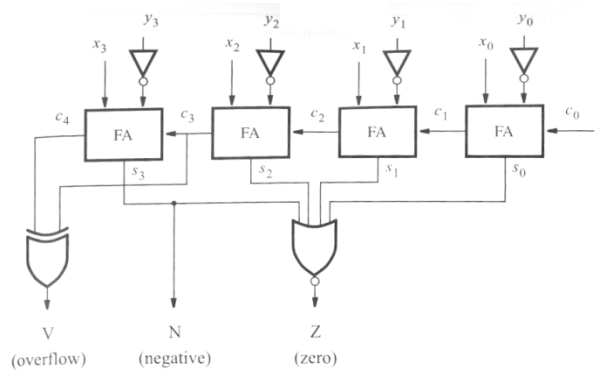 y3 y2 y1 y0
x3 x2 x1 x0
c4 FA c3 FA c2 FA c1 FA c0
s3 s2 s1 s0
V N Z
(overflow) (negative) (zero)